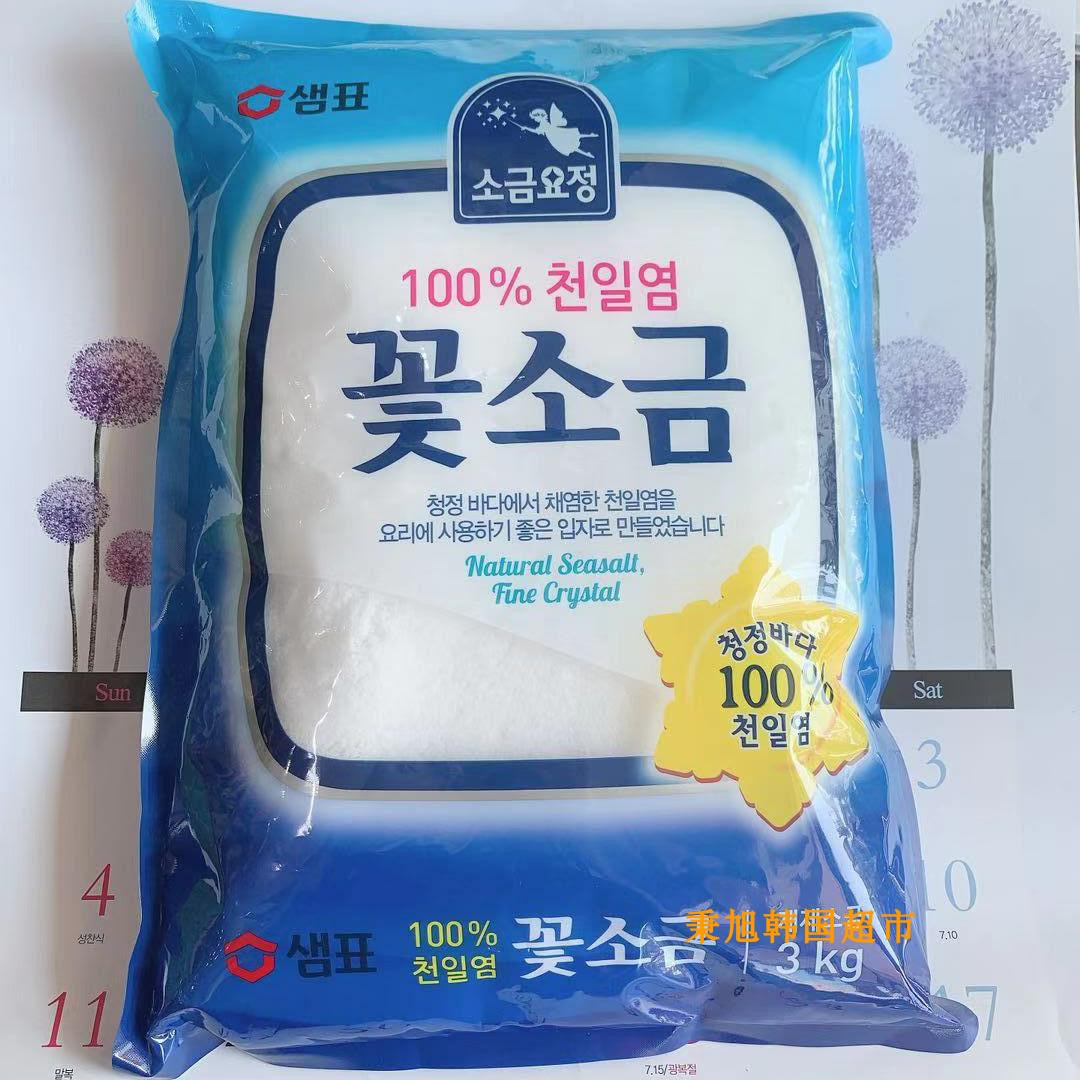 샘표
소금요정
100% 천일염
꽃소금
청정 바다에서 채염한 천일염을
요리에 사용하기 좋은 입자로 만들었습니다
Natural Seasalt,
Fine Crystal
청정바다
100%
천일염
Sun
Sat
3
4
성찬식
10
7.10
秉旭韩国超市
샘표
100%
천일염
꽃소금
3 kg
11
말복
17
7.15/광복절